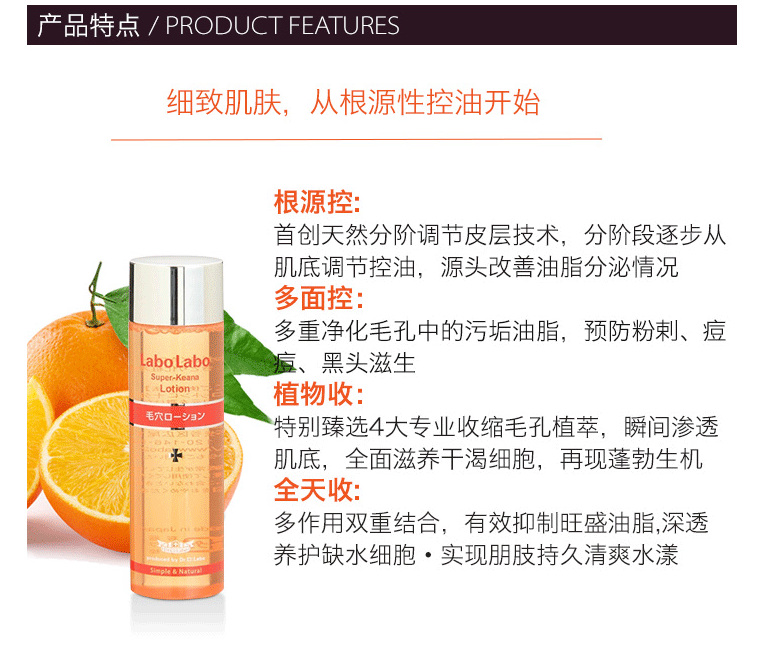 产品特点 / PRODUCT FEATURES
细致肌肤，从根源性控油开始
根源控:
首创天然分阶调节皮层技术，分阶段逐步从
肌底调节控油，源头改善油脂分泌情况
多面控:
多重净化毛孔中的污垢油脂，预防粉刺、痘
痘、黑头滋生
植物收:
特别臻选4大专业收缩毛孔植萃，瞬间渗透
肌底，全面滋养干渴细胞，再现蓬勃生机
全天收:
多作用双重结合，有效抑制旺盛油脂,深透
养护缺水细胞·实现朋肢持久清爽水漾
Labo Labo
Super-Keana
Lotion
毛穴ローション
produced by Dr.Ci:Labo
Simple & Natural